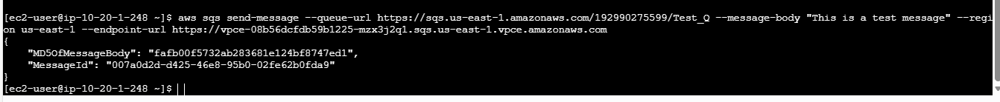 [ec2-user@ip-10-20-1-248 ~]$ aws sqs send-message --queue-url https://sqs.us-east-1.amazonaws.com/192990275599/Test_Q --message-body "This is a test message" --regi
on us-east-1 --endpoint-url https://vpce-08b56dcfdb59b1225-mzx3j2q1.sqs.us-east-1.vpce.amazonaws.com
{
    "MD5OfMessageBody": "fafb00f5732ab283681e124bf8747ed1",
    "MessageId": "007a0d2d-d425-46e8-95b0-02fe62b0fda9"
}
[ec2-user@ip-10-20-1-248 ~]$